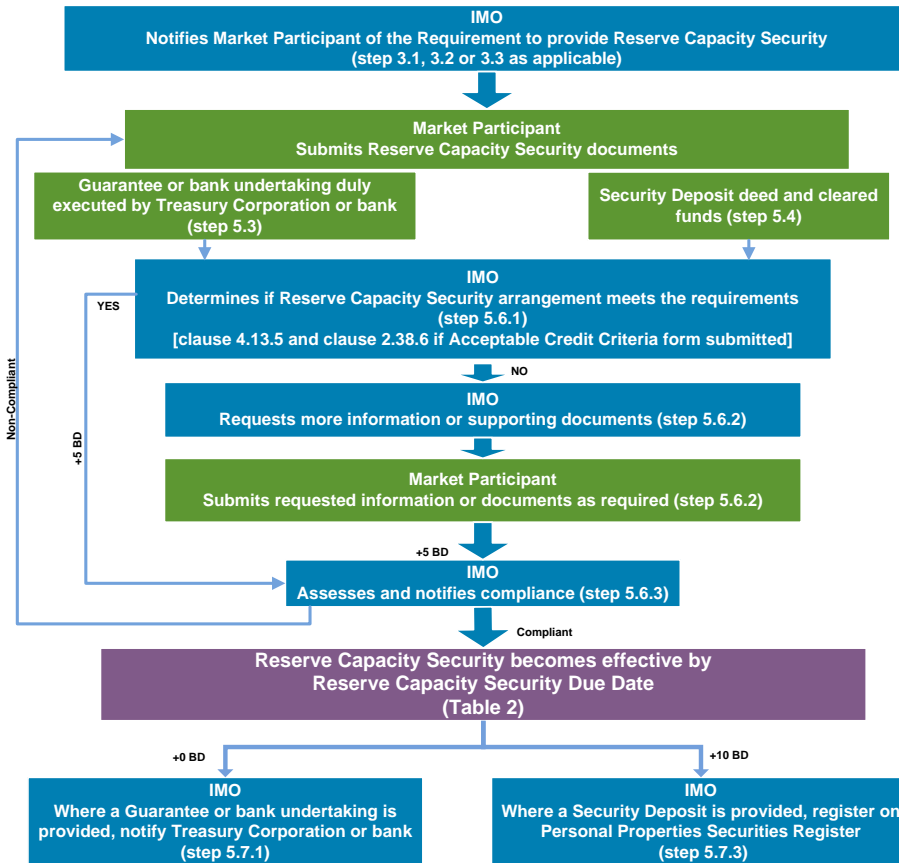 IMO
Notifies Market Participant of the Requirement to provide Reserve Capacity Security
(step 3.1, 3.2 or 3.3 as applicable)
Market Participant
Submits Reserve Capacity Security documents
Guarantee or bank undertaking duly
executed by Treasury Corporation or bank
(step 5.3)
Security Deposit deed and cleared
funds (step 5.4)
IMO
Determines if Reserve Capacity Security arrangement meets the requirements
(step 5.6.1)
[clause 4.13.5 and clause 2.38.6 if Acceptable Credit Criteria form submitted]
YES
NO
Non-Compliant
+5 BD
IMO
Requests more information or supporting documents (step 5.6.2)
Market Participant
Submits requested information or documents as required (step 5.6.2)
+5 BD
IMO
Assesses and notifies compliance (step 5.6.3)
Compliant
Reserve Capacity Security becomes effective by
Reserve Capacity Security Due Date
(Table 2)
+0 BD
+10 BD
IMO
Where a Guarantee or bank undertaking is
provided, notify Treasury Corporation or bank
(step 5.7.1)
IMO
Where a Security Deposit is provided, register on
Personal Properties Securities Register
(step 5.7.3)